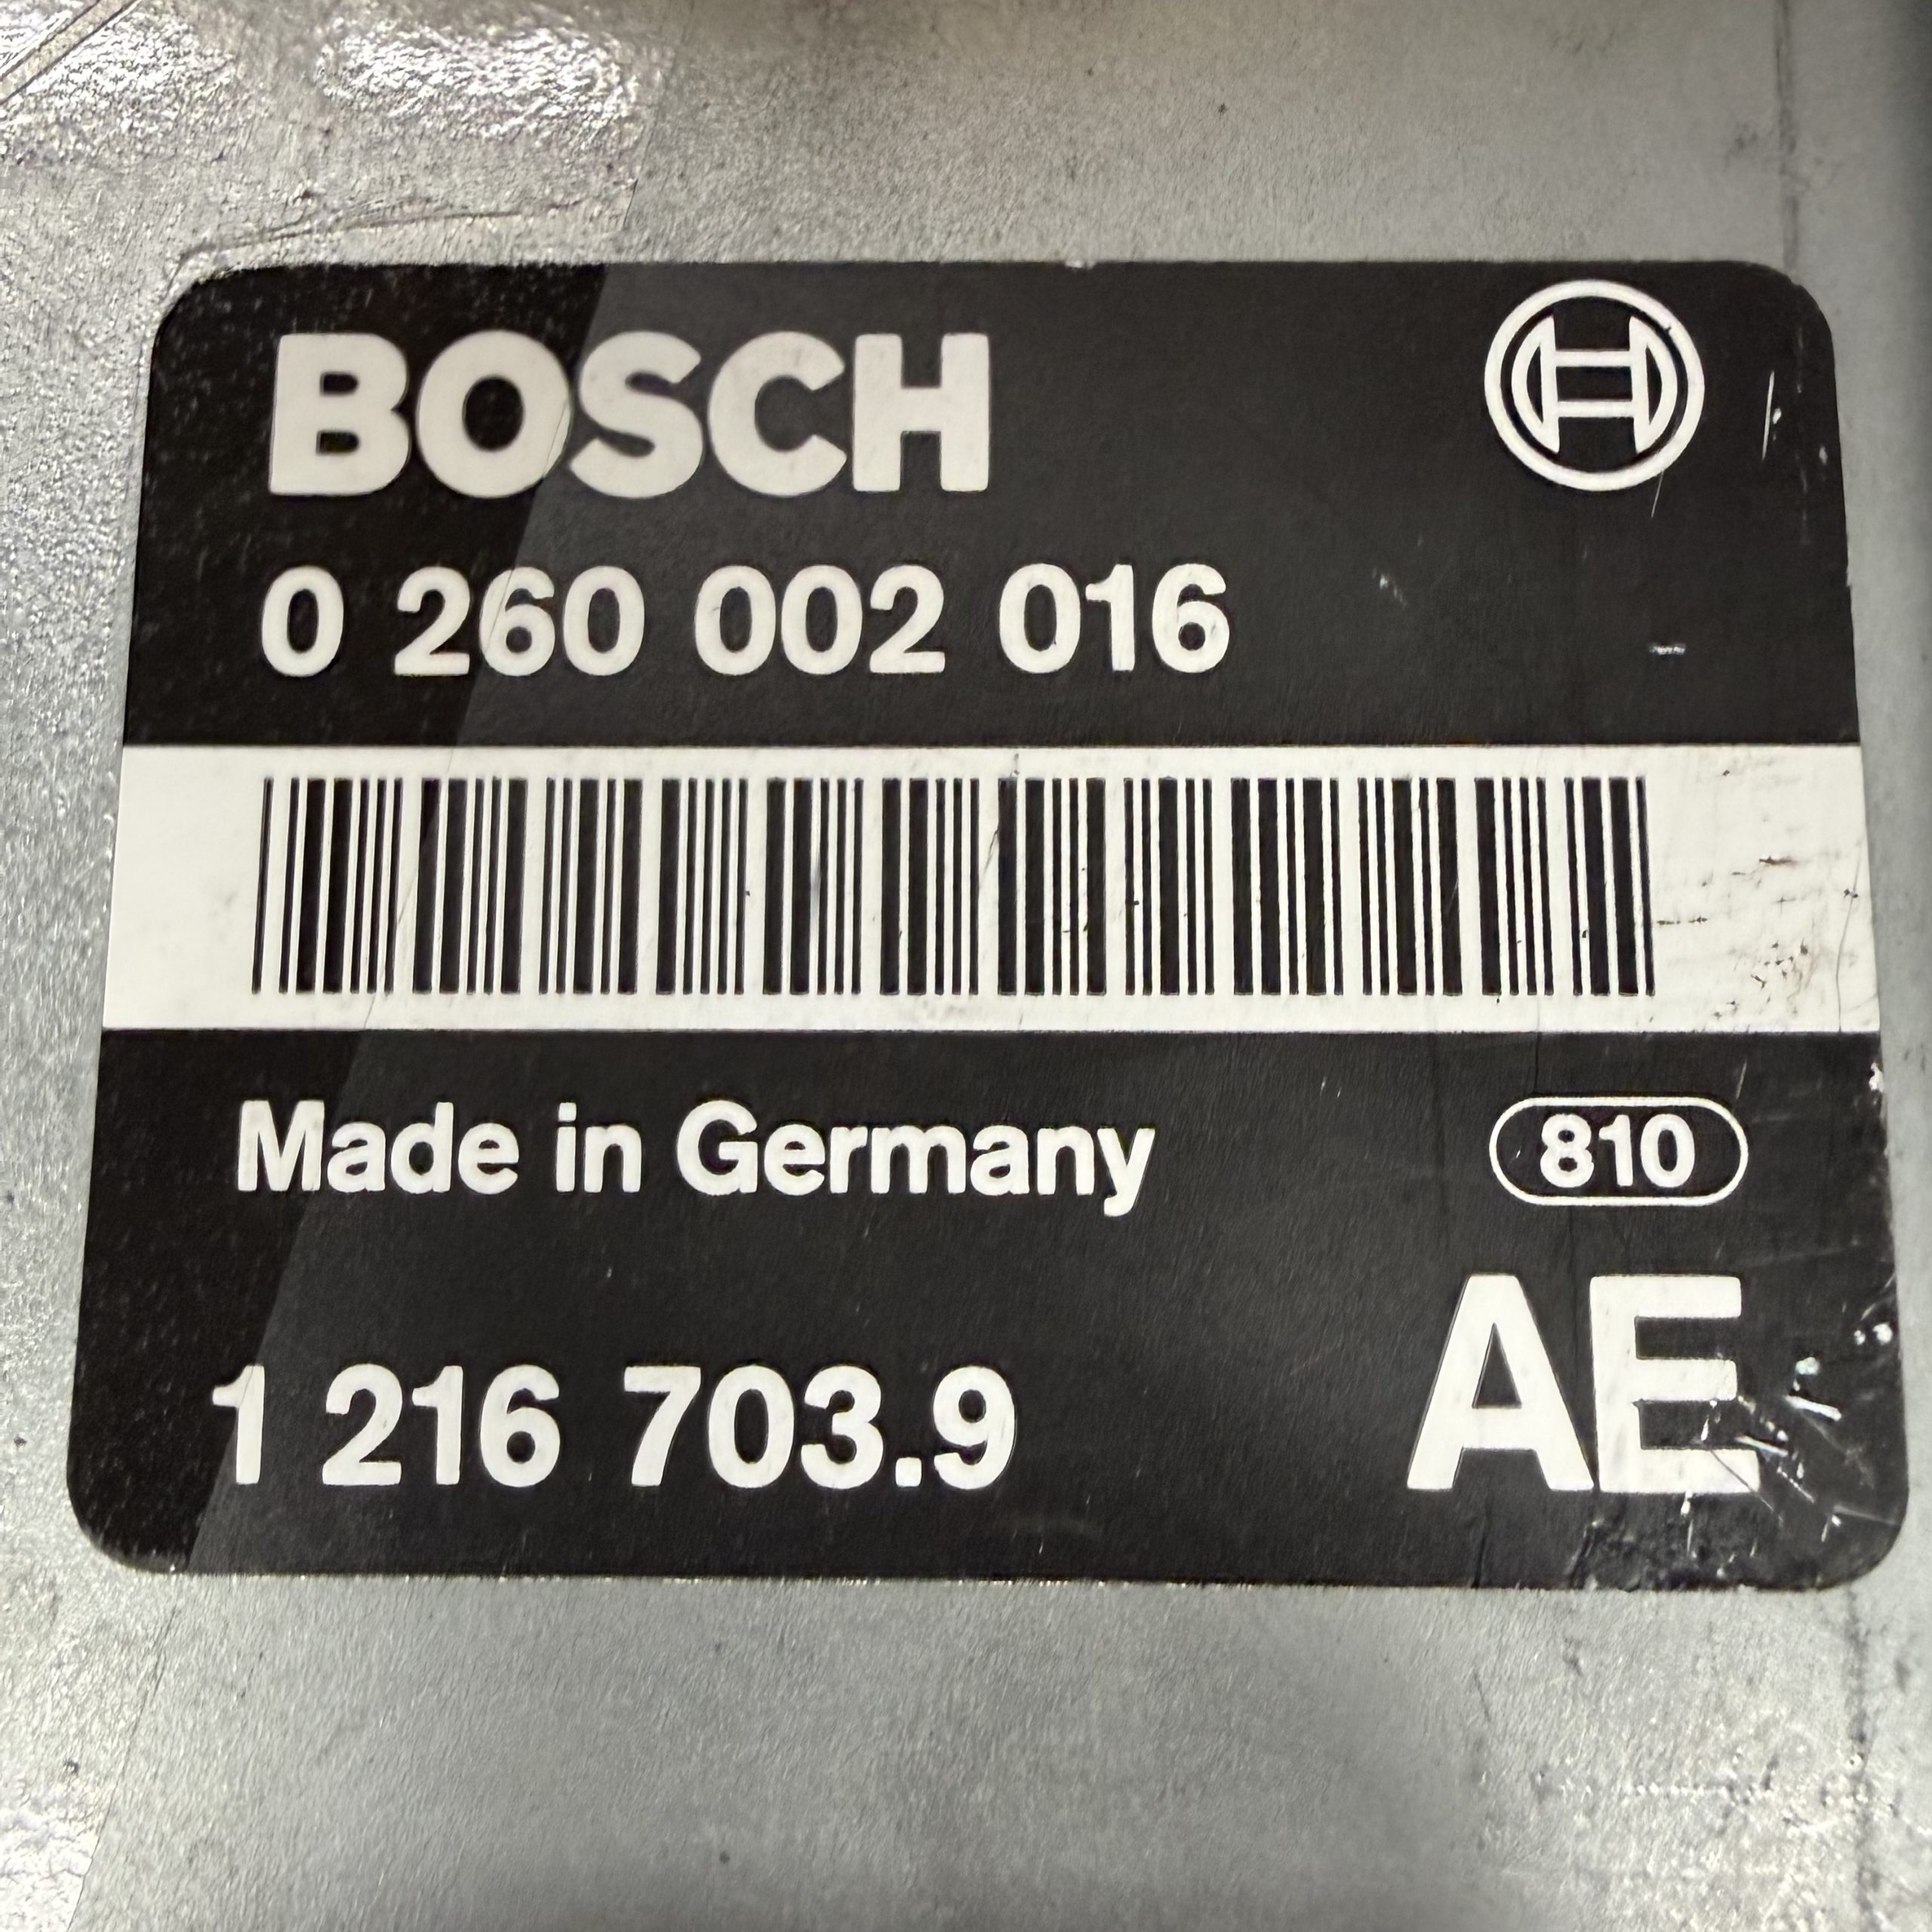 BOSCH
0 260 002 016
Made in Germany 810
AE
1 216 703.9